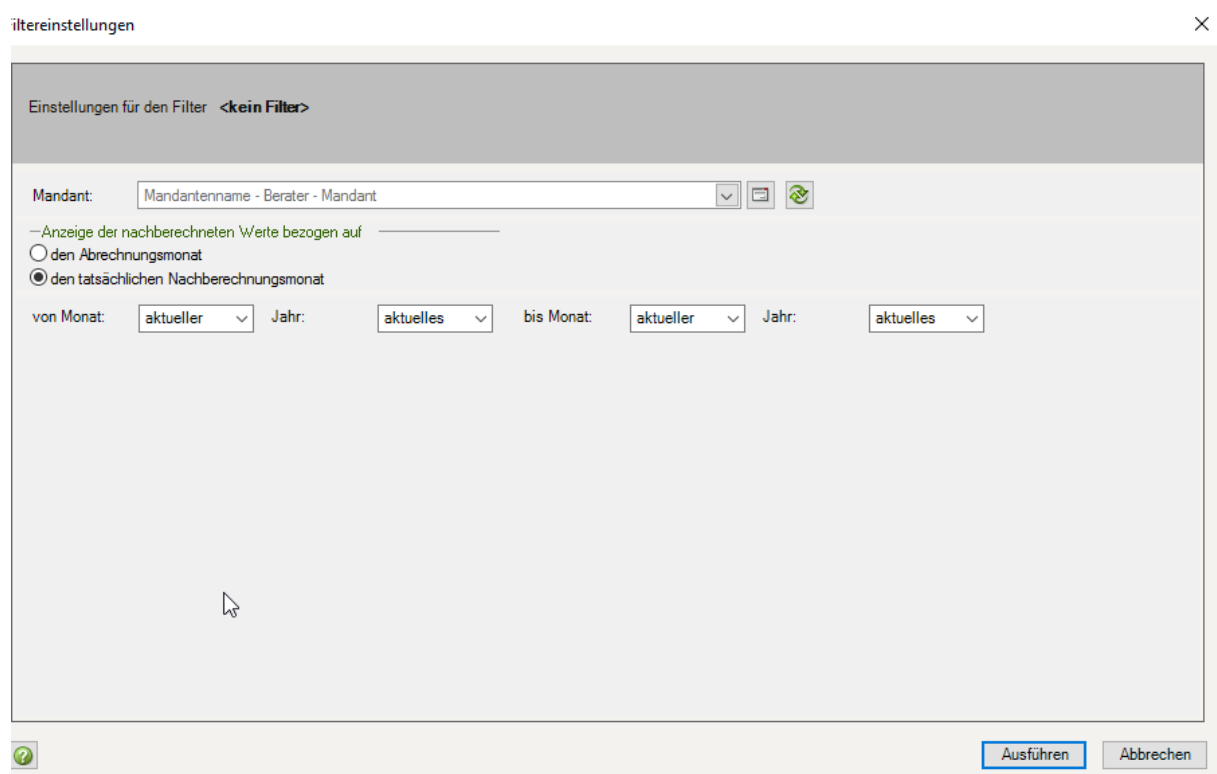 iltereinstellungen
Einstellungen für den Filter <kein Filter>
Mandant: Mandantenname - Berater - Mandant
Anzeige der nachberechneten Werte bezogen auf
den Abrechnungsmonat
den tatsächlichen Nachberechnungsmonat
von Monat: aktueller Jahr: aktuelles bis Monat: aktueller Jahr: aktuelles
Ausführen Abbrechen